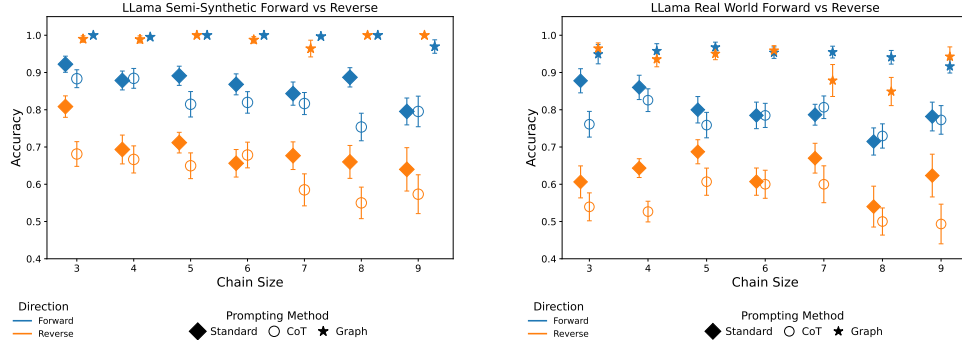 LLama Semi-Synthetic Forward vs Reverse
1.0
0.9
0.8
0.7
0.6
0.5
0.4
Accuracy
3 4 5 6 7 8 9
Chain Size
Direction
Forward
Reverse
Prompting Method
Standard CoT Graph
LLama Real World Forward vs Reverse
1.0
0.9
0.8
0.7
0.6
0.5
0.4
Accuracy
3 4 5 6 7 8 9
Chain Size
Direction
Forward
Reverse
Prompting Method
Standard CoT Graph